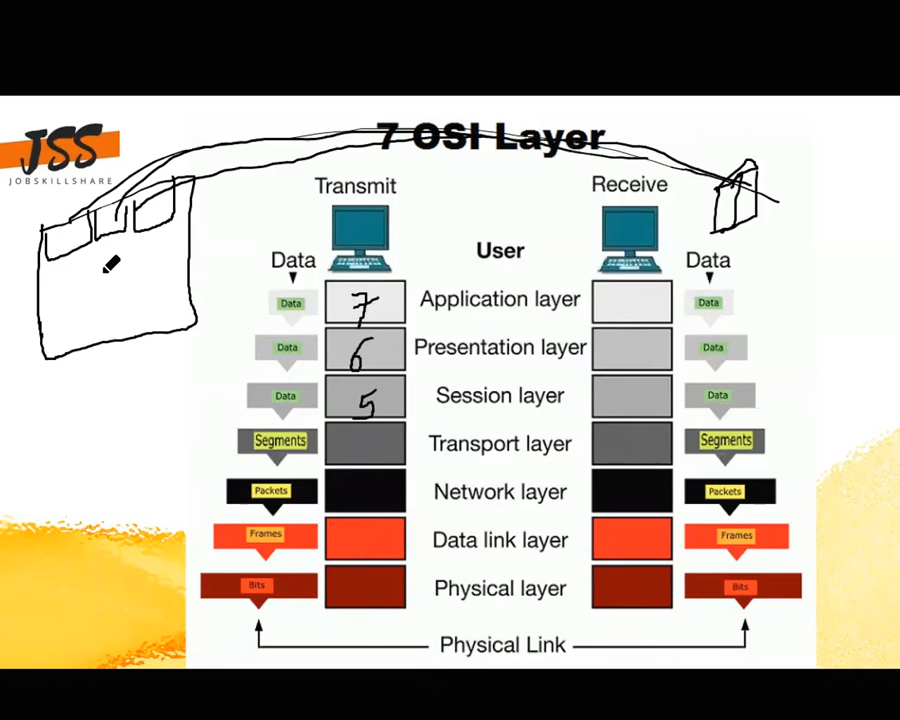 JSS
JOBSKILLSHARE
7 OSI Layer
Transmit
Receive
User
Data
Data
Data 7 Application layer Data
Data 6 Presentation layer Data
Data 5 Session layer Data
Segments Transport layer Segments
Packets Network layer Packets
Frames Data link layer Frames
Bits Physical layer Bits
Physical Link